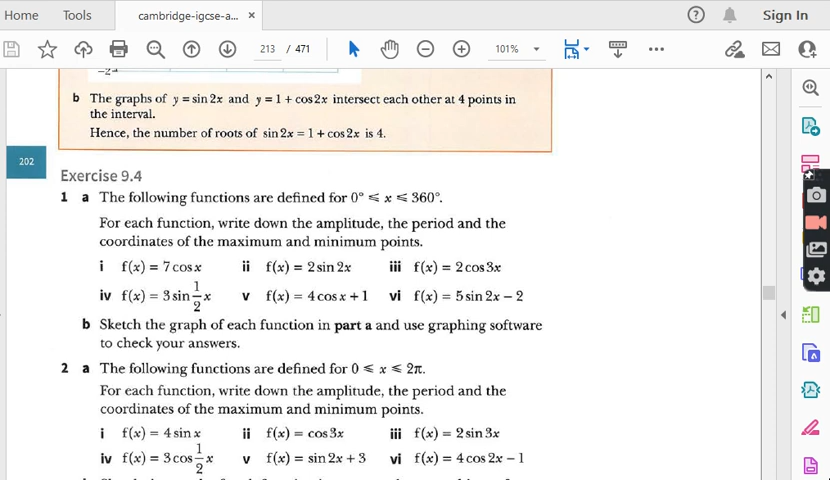 Home Tools cambridge-igcse-a... × Sign In
213 / 471 101%
-2
b The graphs of y = sin 2x and y = 1 + cos 2x intersect each other at 4 points in
the interval.
Hence, the number of roots of sin 2x = 1 + cos 2x is 4.
202
Exercise 9.4
1 a The following functions are defined for 0° ⩽ x ⩽ 360°.
For each function, write down the amplitude, the period and the
coordinates of the maximum and minimum points.
i f(x) = 7 cos x ii f(x) = 2 sin 2x iii f(x) = 2 cos 3x
iv f(x) = 3 sin 1/2 x v f(x) = 4 cos x + 1 vi f(x) = 5 sin 2x − 2
b Sketch the graph of each function in part a and use graphing software
to check your answers.
2 a The following functions are defined for 0 ⩽ x ⩽ 2π.
For each function, write down the amplitude, the period and the
coordinates of the maximum and minimum points.
i f(x) = 4 sin x ii f(x) = cos 3x iii f(x) = 2 sin 3x
iv f(x) = 3 cos 1/2 x v f(x) = sin 2x + 3 vi f(x) = 4 cos 2x − 1